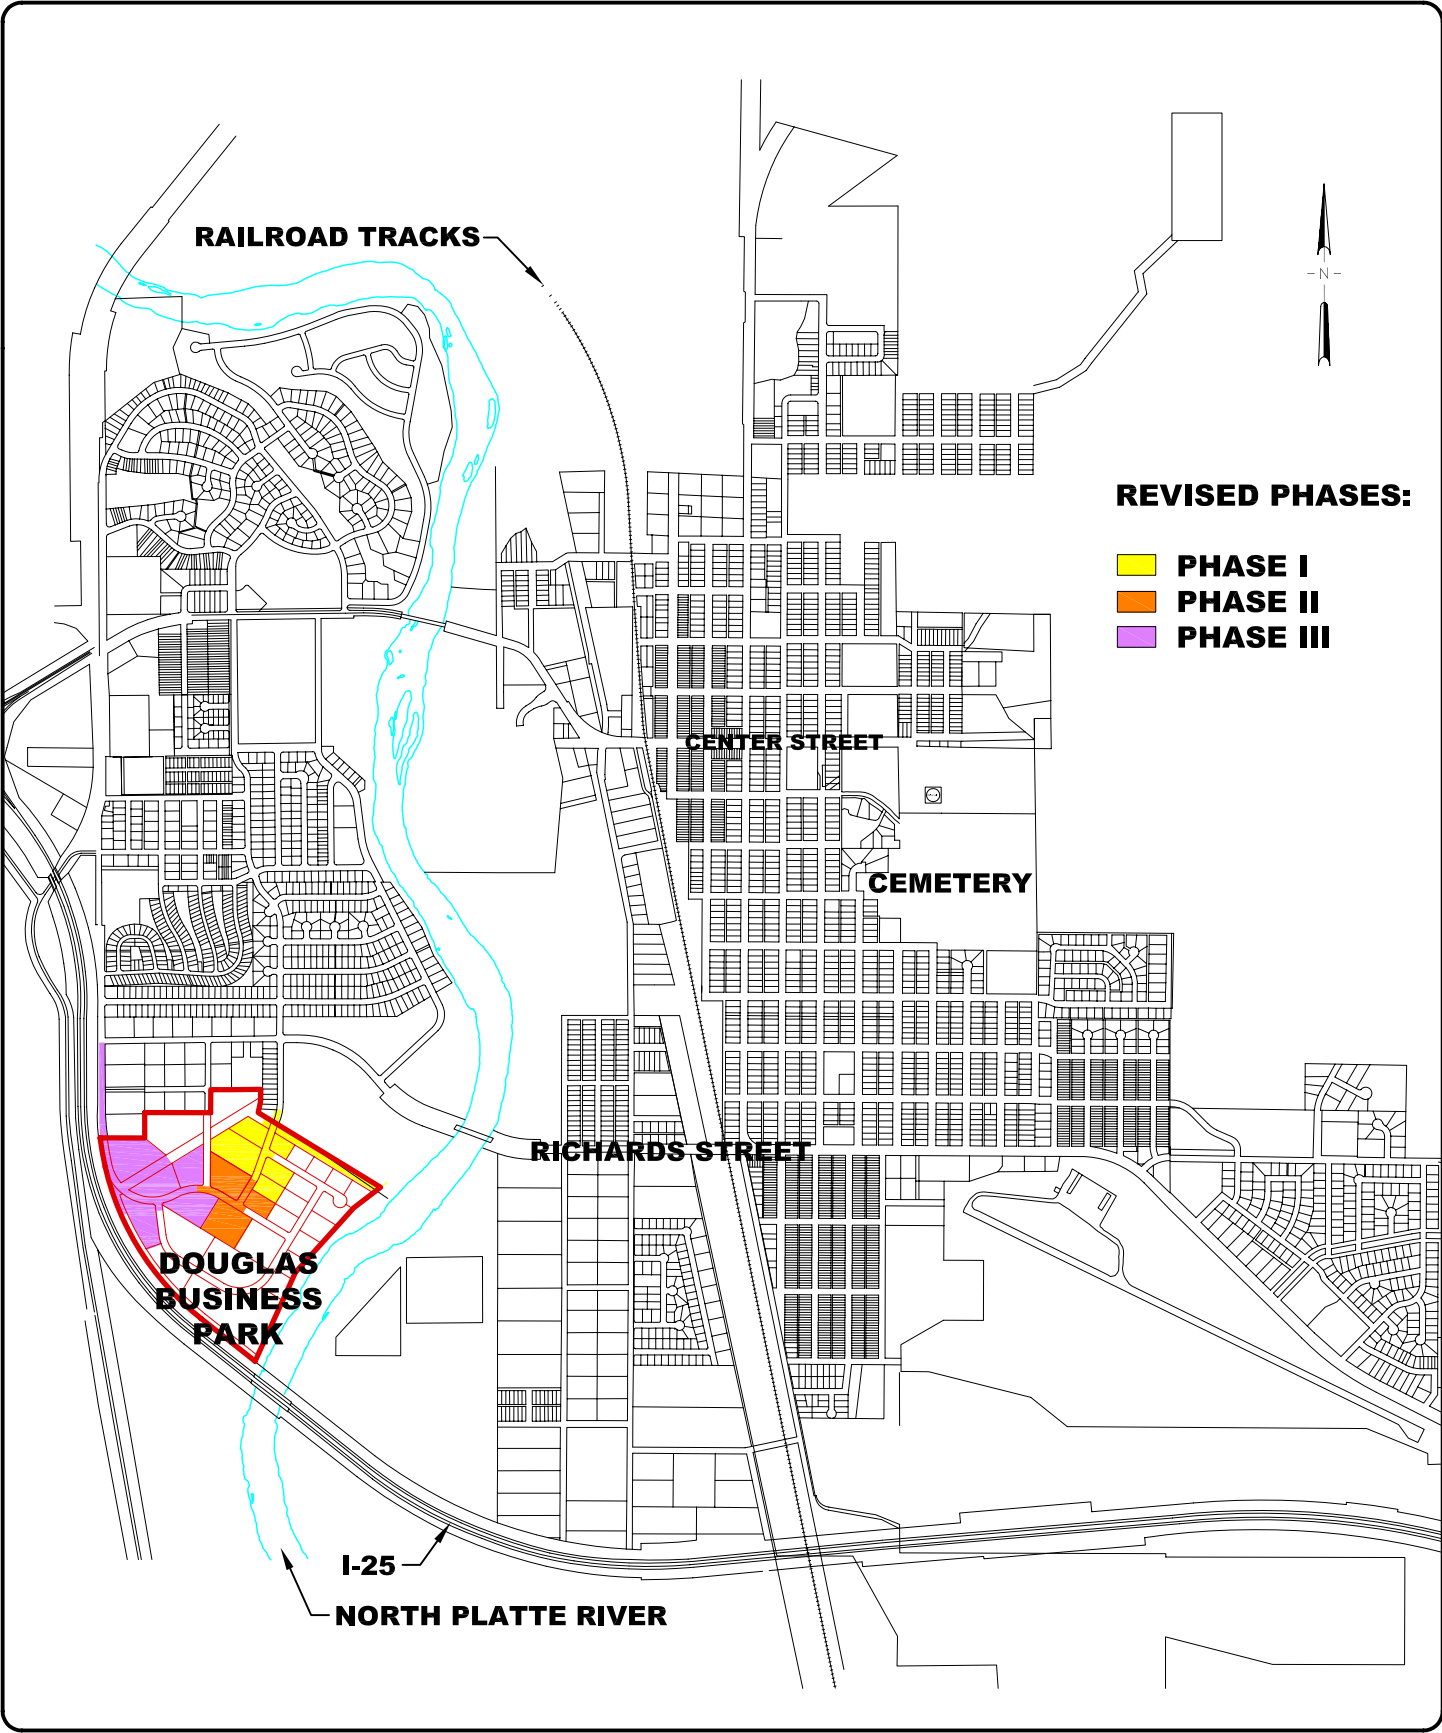 RAILROAD TRACKS
-N-
REVISED PHASES:
PHASE I
PHASE II
PHASE III
CENTER STREET
CEMETERY
RICHARDS STREET
DOUGLAS
BUSINESS
PARK
I-25
NORTH PLATTE RIVER